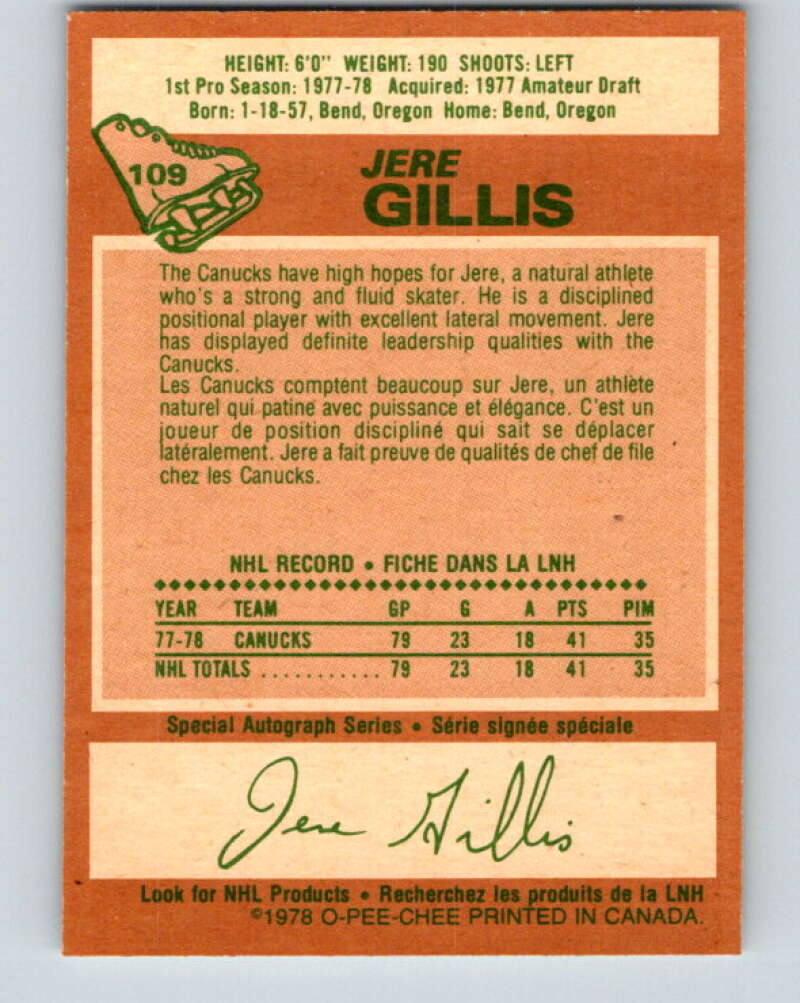 HEIGHT: 6'0" WEIGHT: 190 SHOOTS: LEFT
1st Pro Season: 1977-78 Acquired: 1977 Amateur Draft
Born: 1-18-57, Bend, Oregon Home: Bend, Oregon
109
JERE
GILLIS
The Canucks have high hopes for Jere, a natural athlete
who's a strong and fluid skater. He is a disciplined
positional player with excellent lateral movement. Jere
has displayed definite leadership qualities with the
Canucks.
Les Canucks comptent beaucoup sur Jere, un athlète
naturel qui patine avec puissance et élégance. C'est un
joueur de position discipliné qui sait se déplacer
latéralement. Jere a fait preuve de qualités de chef de file
chez les Canucks.
NHL RECORD • FICHE DANS LA LNH
YEAR TEAM GP G A PTS PIM
77-78 CANUCKS 79 23 18 41 35
NHL TOTALS ............ 79 23 18 41 35
Special Autograph Series • Série signée spéciale
Jere Gillis
Look for NHL Products • Recherchez les produits de la LNH
©1978 O-PEE-CHEE PRINTED IN CANADA.